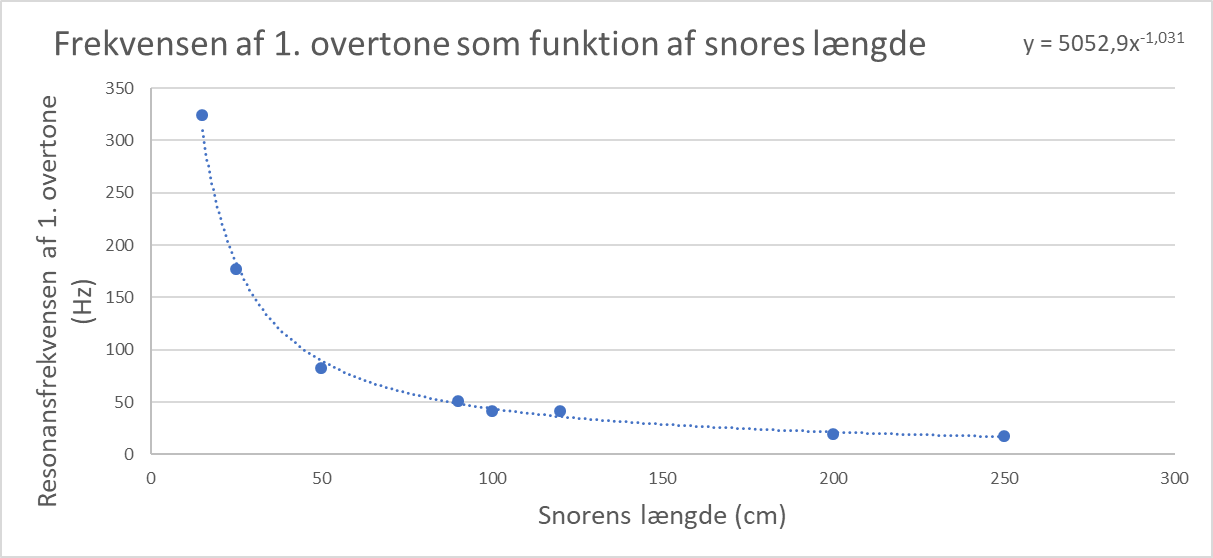 Frekvensen af 1. overtone som funktion af snores længde
y = 5052,9x^-1,031
Resonansfrekvensen af 1. overtone
(Hz)
350
300
250
200
150
100
50
0
0 50 100 150 200 250 300
Snorens længde (cm)